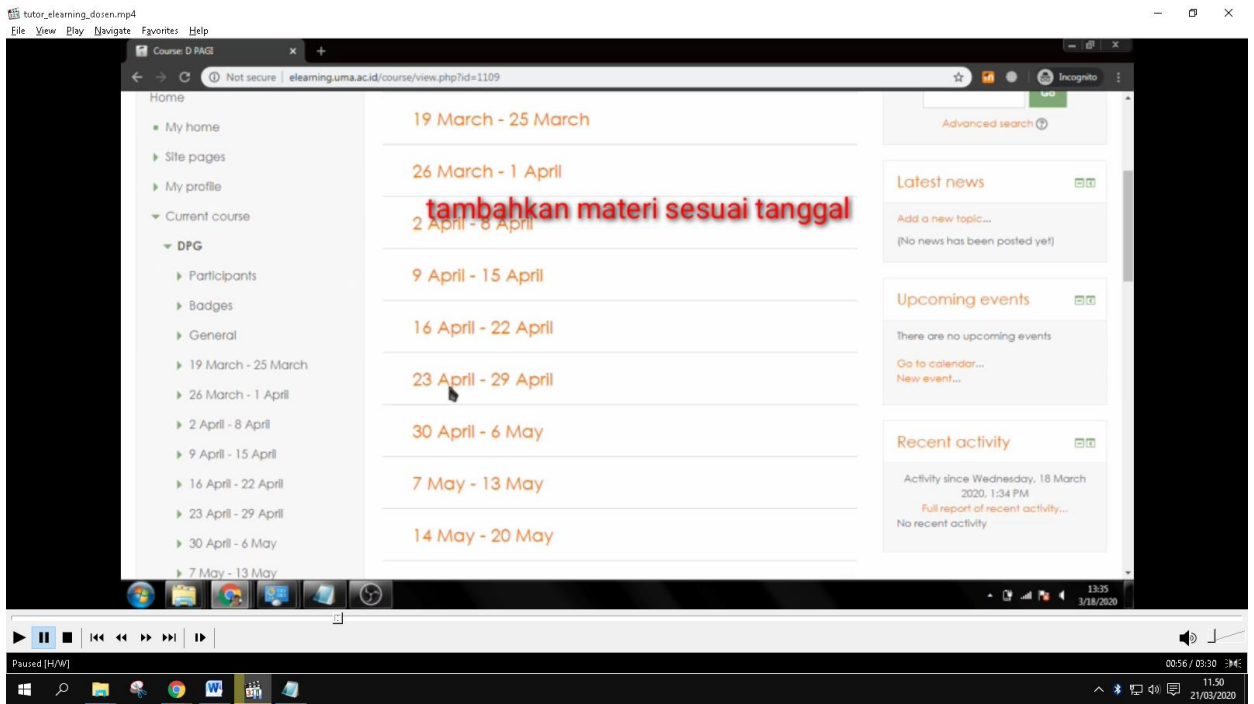 tutor_elearning_dosen.mp4
File View Play Navigate Favorites Help
Course: D PAGI
Not secure | elearning.uma.ac.id/course/view.php?id=1109
Incognito
Home
My home
Site pages
My profile
Current course
DPG
Participants
Badges
General
19 March - 25 March
26 March - 1 April
2 April - 8 April
9 April - 15 April
16 April - 22 April
23 April - 29 April
30 April - 6 May
7 May - 13 May
19 March - 25 March
26 March - 1 April
tambahkan materi sesuai tanggal
2 April - 8 April
9 April - 15 April
16 April - 22 April
23 April - 29 April
30 April - 6 May
7 May - 13 May
14 May - 20 May
Go
Advanced search
Latest news
Add a new topic...
(No news has been posted yet)
Upcoming events
There are no upcoming events
Go to calendar...
New event...
Recent activity
Activity since Wednesday, 18 March
2020, 1:34 PM
Full report of recent activity...
No recent activity
13:35
3/18/2020
Paused [H/W]
00:56 / 03:30
11.50
21/03/2020